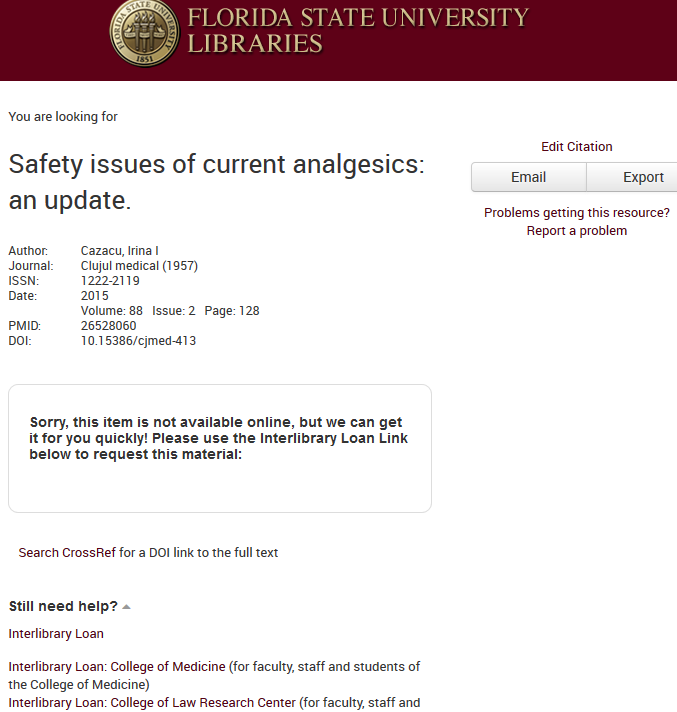 FLORIDA STATE UNIVERSITY
LIBRARIES
FLORIDA STATE UNIVERSITY
1851
You are looking for
Safety issues of current analgesics:
an update.
Author: Cazacu, Irina I
Journal: Clujul medical (1957)
ISSN: 1222-2119
Date: 2015
Volume: 88 Issue: 2 Page: 128
PMID: 26528060
DOI: 10.15386/cjmed-413
Edit Citation
Email Export
Problems getting this resource?
Report a problem
Sorry, this item is not available online, but we can get
it for you quickly! Please use the Interlibrary Loan Link
below to request this material:
Search CrossRef for a DOI link to the full text
Still need help?
Interlibrary Loan
Interlibrary Loan: College of Medicine (for faculty, staff and students of
the College of Medicine)
Interlibrary Loan: College of Law Research Center (for faculty, staff and